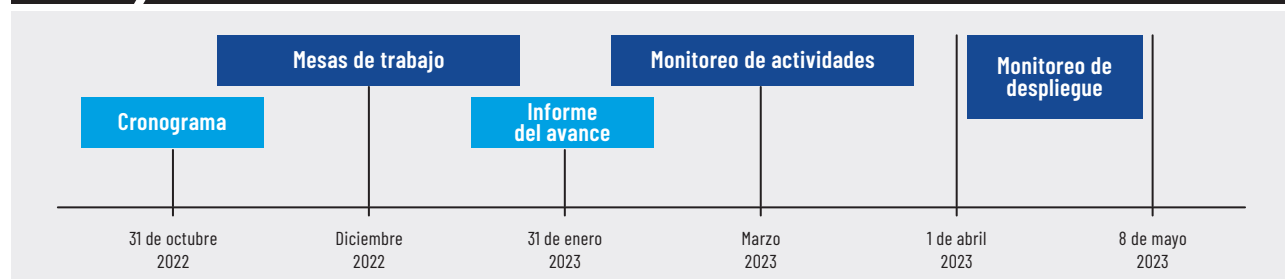 Mesas de trabajo
Monitoreo de actividades
Monitoreo de
despliegue
Cronograma
Informe
del avance
31 de octubre
2022
Diciembre
2022
31 de enero
2023
Marzo
2023
1 de abril
2023
8 de mayo
2023